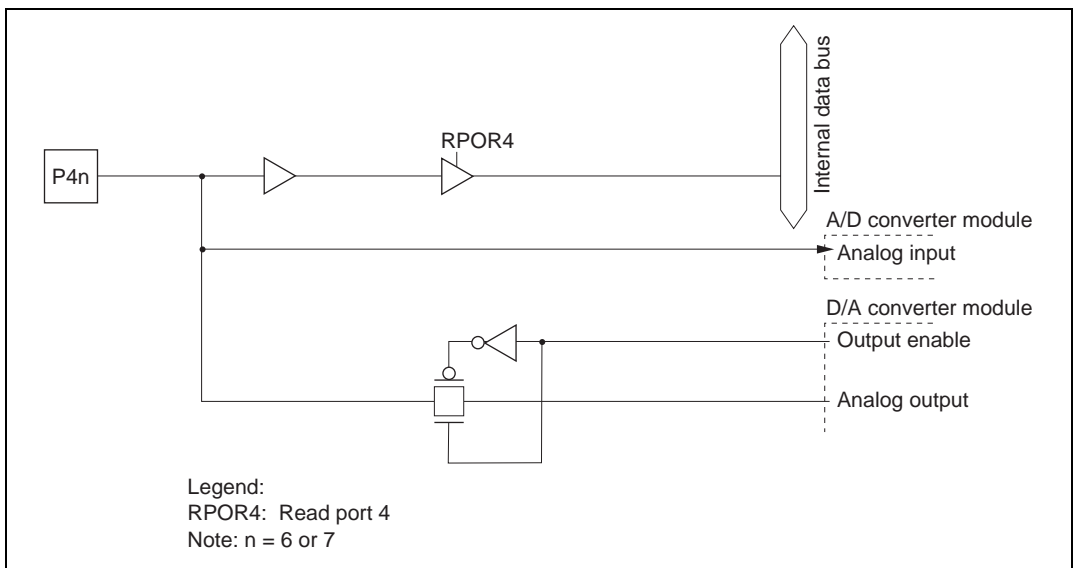 RPOR4
P4n
Internal data bus
A/D converter module
Analog input
D/A converter module
Output enable
Analog output
Legend:
RPOR4: Read port 4
Note: n = 6 or 7